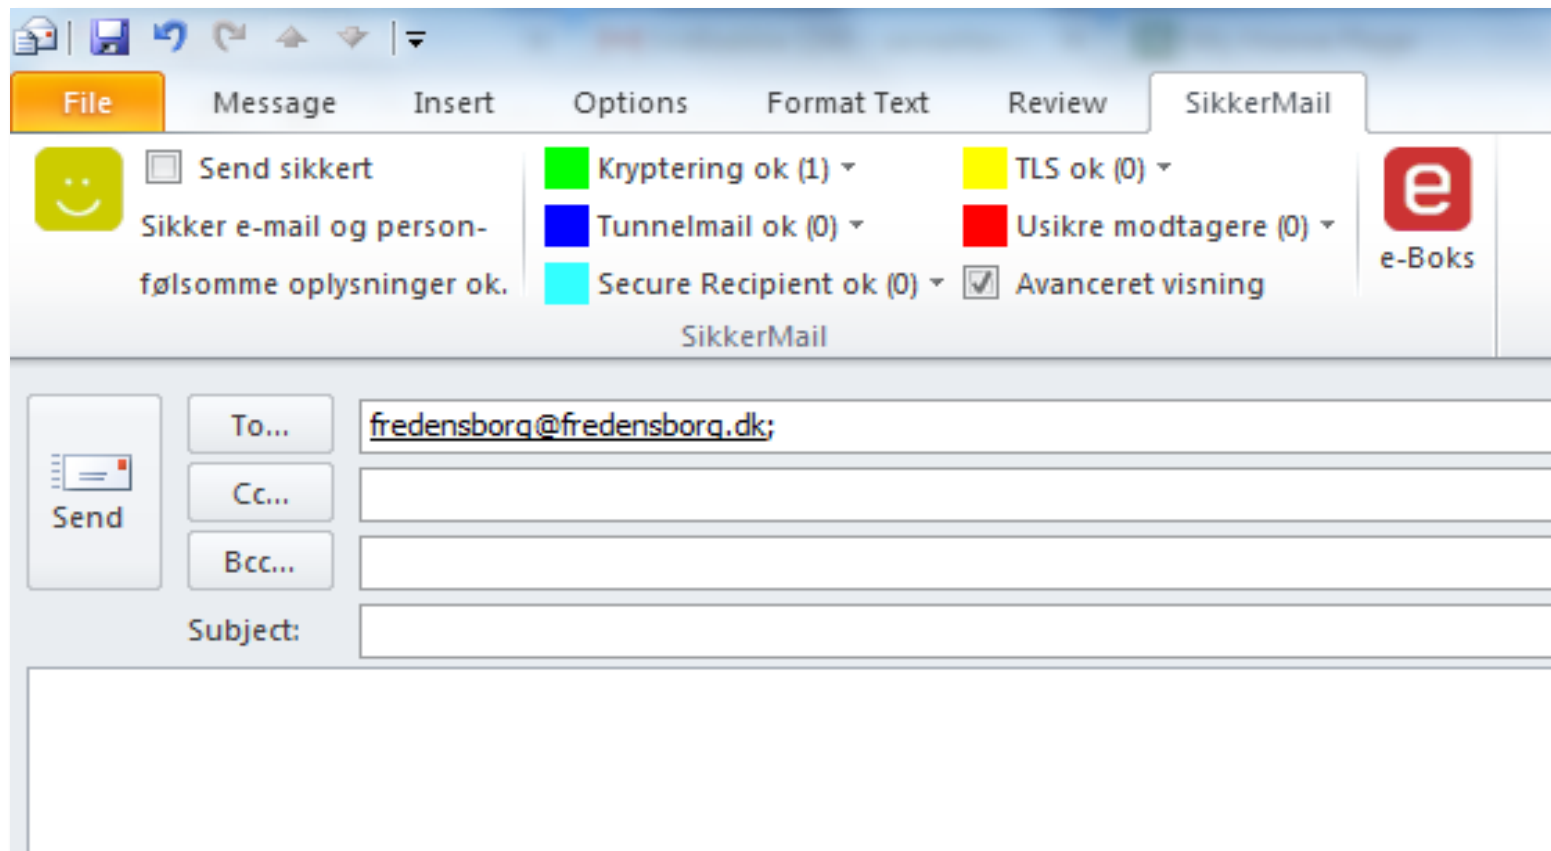 File Message Insert Options Format Text Review SikkerMail
Send sikkert
Sikker e-mail og person-
følsomme oplysninger ok.
Kryptering ok (1)
Tunnelmail ok (0)
Secure Recipient ok (0)
TLS ok (0)
Usikre modtagere (0)
Avanceret visning
e
e-Boks
SikkerMail
Send
To... fredensborg@fredensborg.dk;
Cc...
Bcc...
Subject: